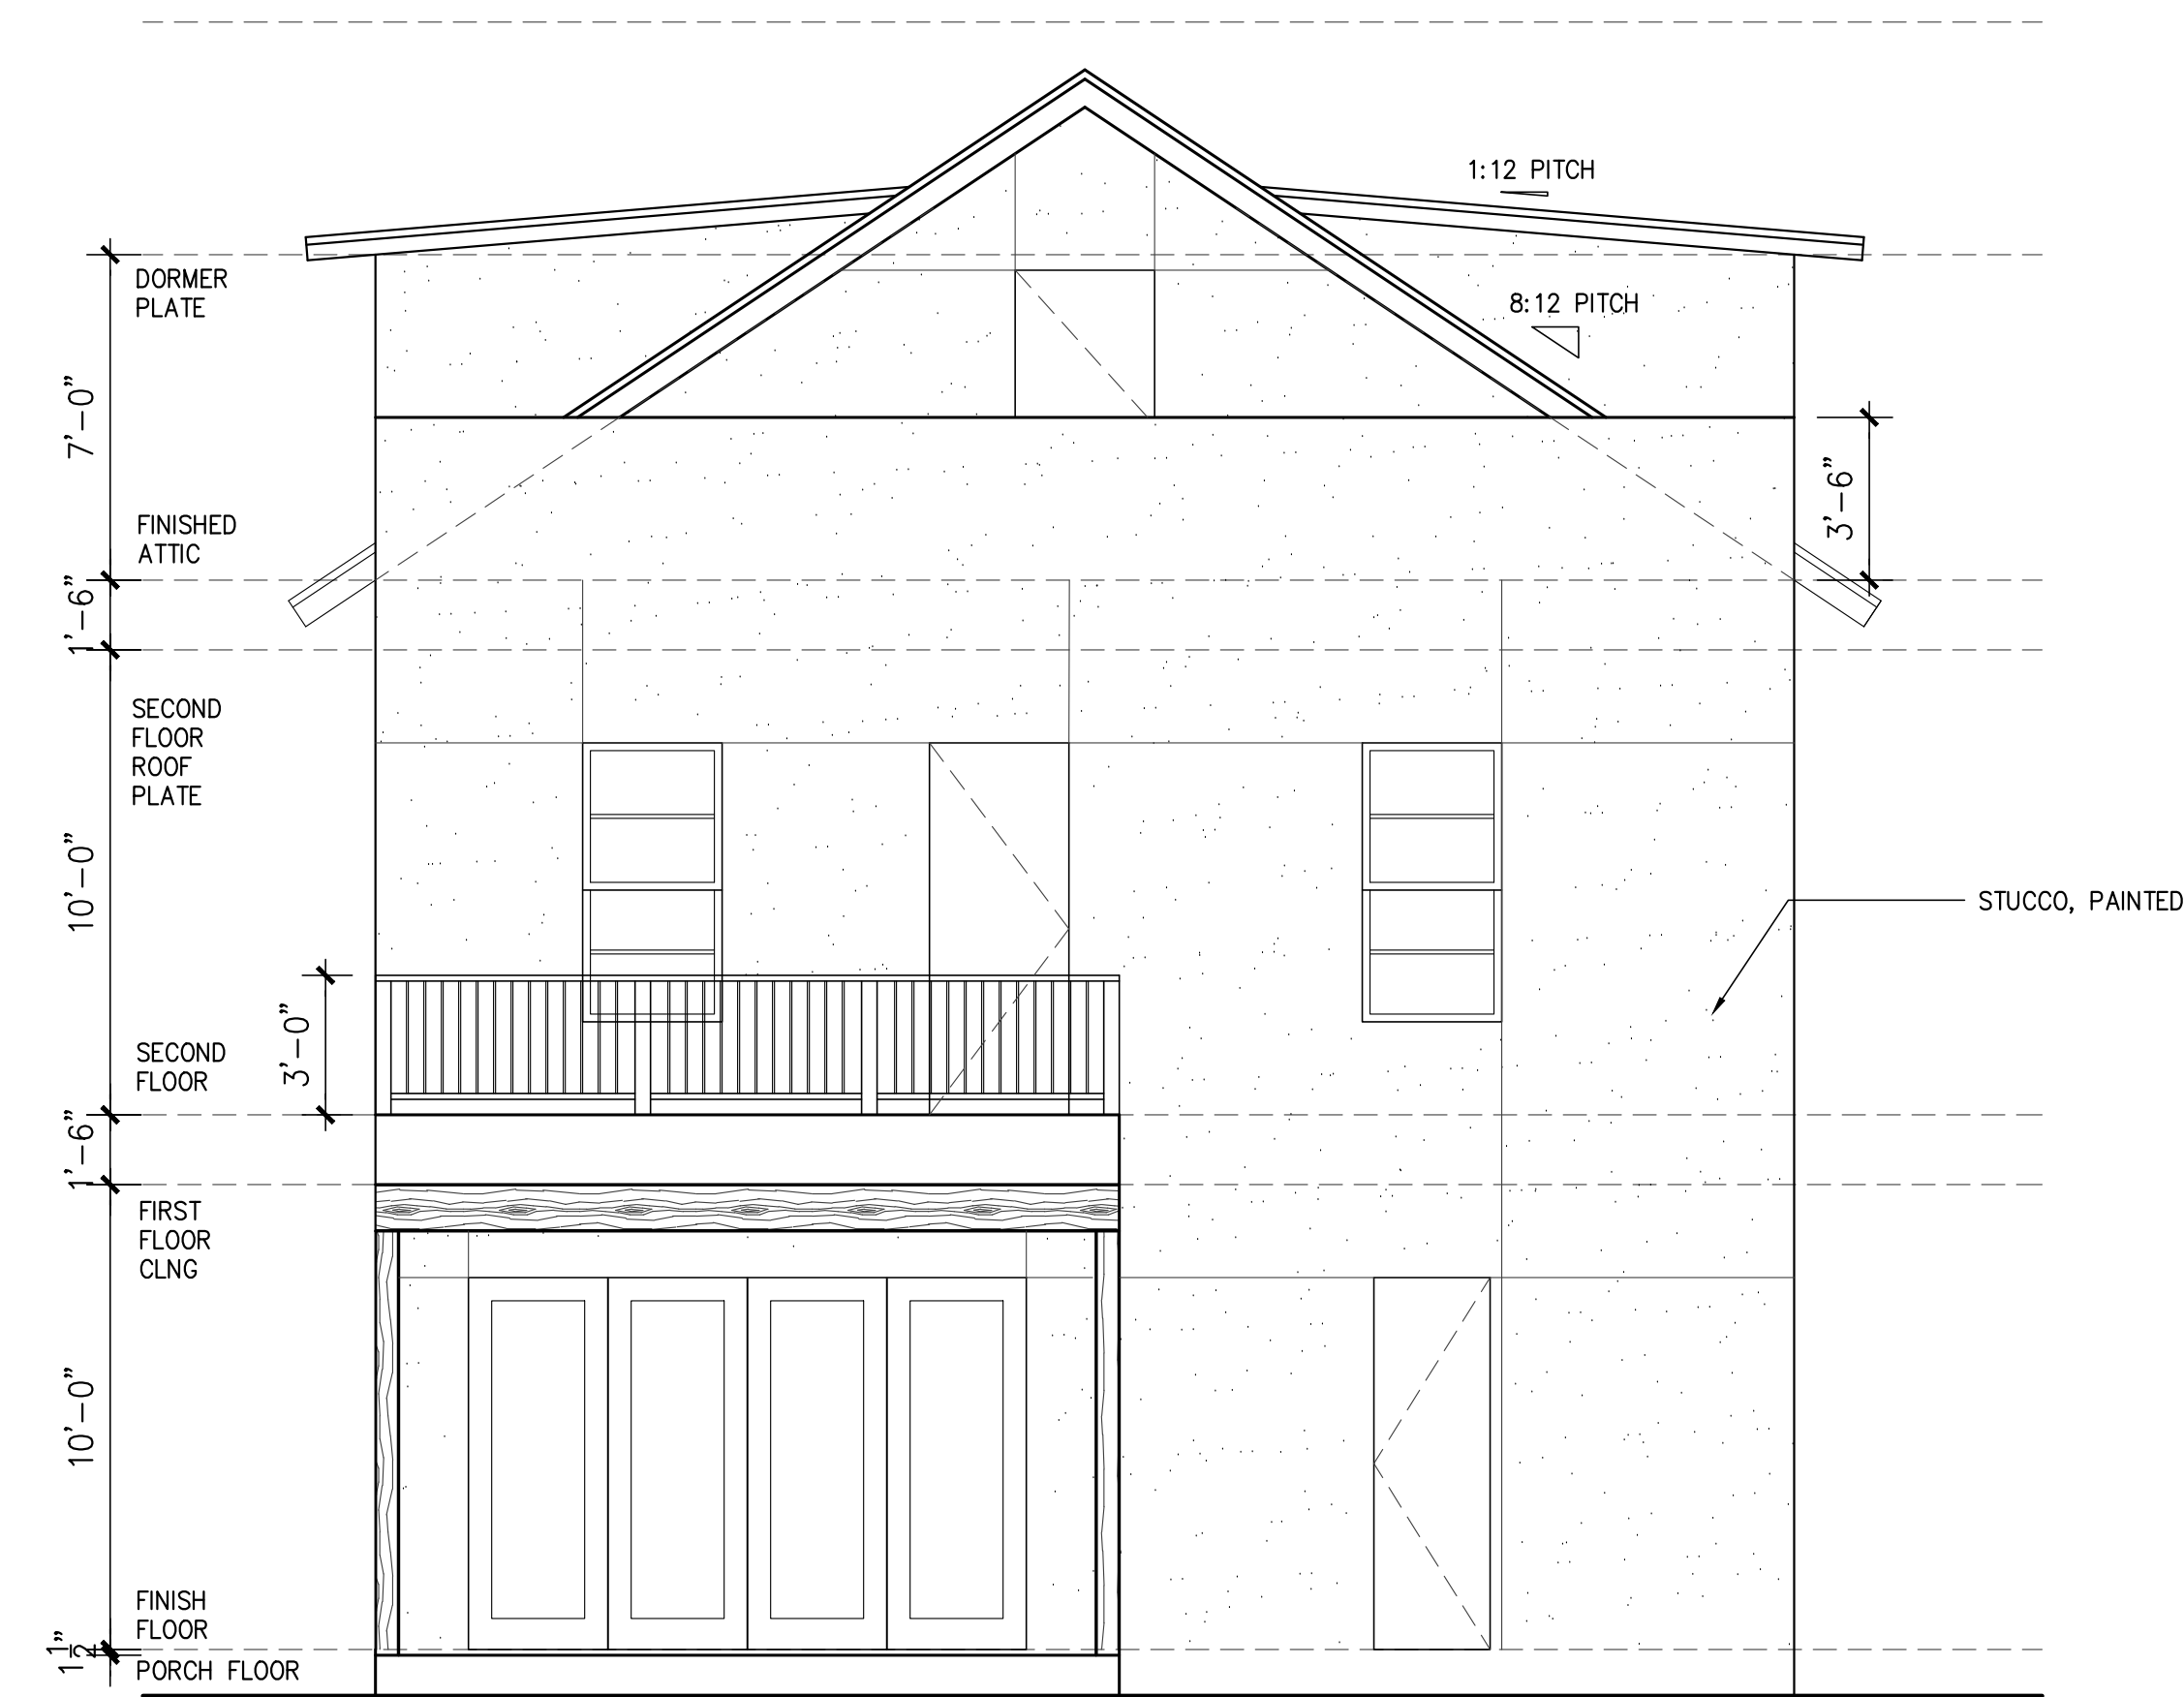 1:12 PITCH
DORMER
PLATE
8:12 PITCH
7'-0"
3'-6"
FINISHED
ATTIC
1'-6"
SECOND
FLOOR
ROOF
PLATE
10'-0"
STUCCO, PAINTED
3'-0"
SECOND
FLOOR
1'-6"
FIRST
FLOOR
CLNG
10'-0"
FINISH
FLOOR
1 1/2"
PORCH FLOOR